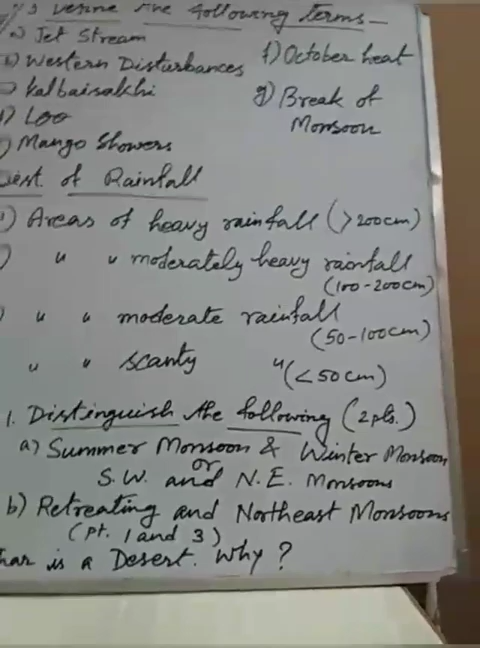 Define the following terms—
a) Jet Stream
b) Western Disturbances
f) October heat
Kalbaisakhi
g) Break of
Monsoon
d) Loo
Mango Showers
Dist. of Rainfall
1) Areas of heavy rainfall (>200cm)
) " " moderately heavy rainfall
(100-200cm)
) " " moderate rainfall
(50-100cm)
" " scanty " (<50cm)
1. Distinguish the following (2pts.)
a) Summer Monsoon & Winter Monsoon
or
S.W. and N.E. Monsoons
b) Retreating and Northeast Monsoons
(pt. 1 and 3)
Thar is a Desert. Why?